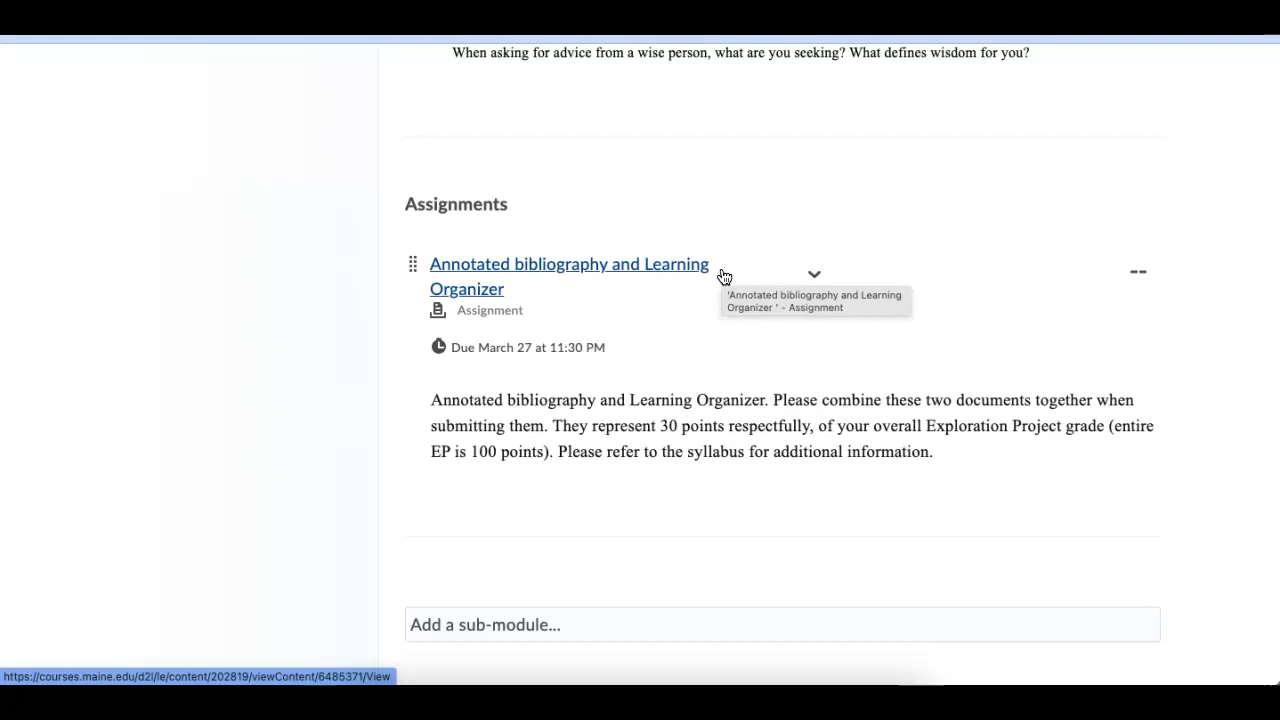 When asking for advice from a wise person, what are you seeking? What defines wisdom for you?
Assignments
Annotated bibliography and Learning
Organizer
'Annotated bibliography and Learning
Organizer ' - Assignment
--
Assignment
Due March 27 at 11:30 PM
Annotated bibliography and Learning Organizer. Please combine these two documents together when
submitting them. They represent 30 points respectfully, of your overall Exploration Project grade (entire
EP is 100 points). Please refer to the syllabus for additional information.
Add a sub-module...
https://courses.maine.edu/d2l/le/content/202819/viewContent/6485371/View